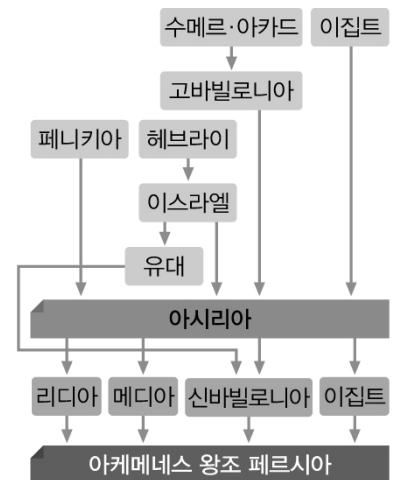 수메르·아카드 이집트
고바빌로니아
페니키아 헤브라이
이스라엘
유대
아시리아
리디아 메디아 신바빌로니아 이집트
아케메네스 왕조 페르시아